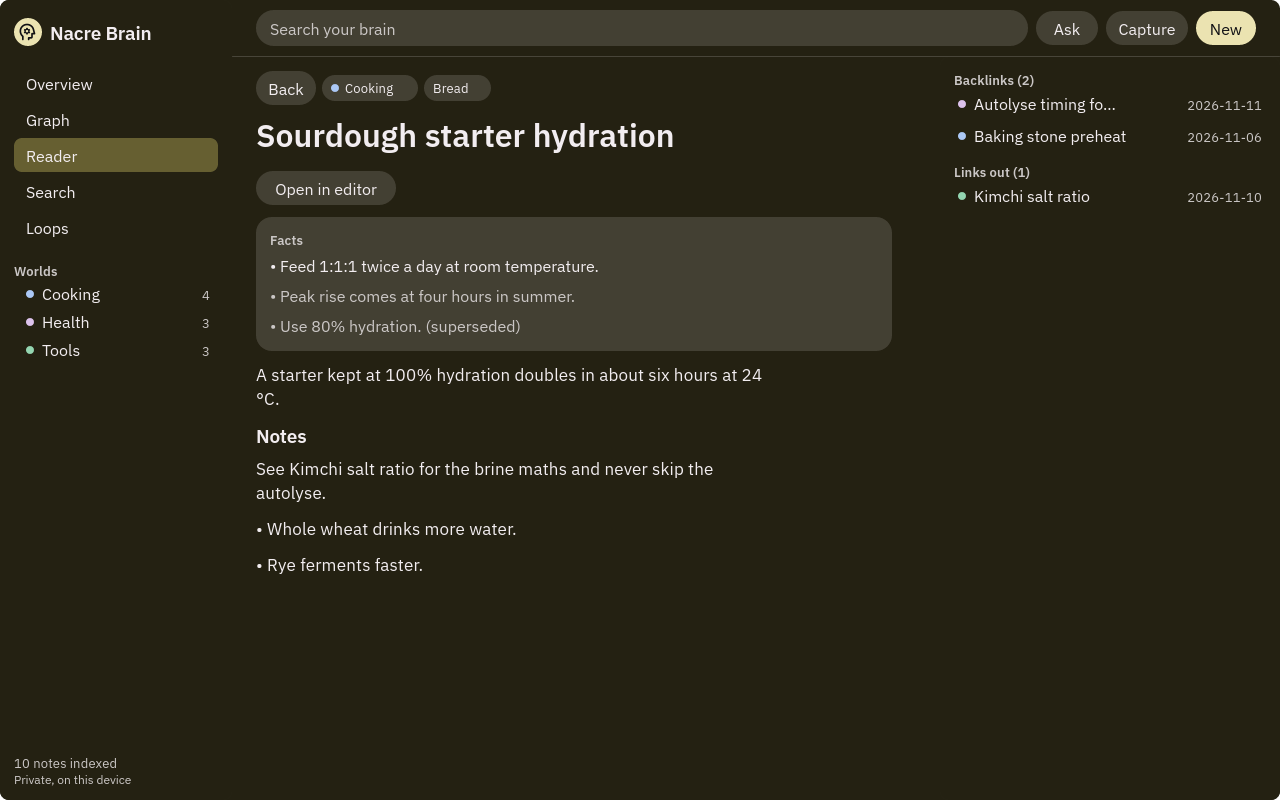 Nacre Brain
Search your brain
Ask
Capture
New
Overview
Graph
Reader
Search
Loops
Worlds
Cooking 4
Health 3
Tools 3
10 notes indexed
Private, on this device
Back
Cooking
Bread
Sourdough starter hydration
Open in editor
Facts
• Feed 1:1:1 twice a day at room temperature.
• Peak rise comes at four hours in summer.
• Use 80% hydration. (superseded)
A starter kept at 100% hydration doubles in about six hours at 24
°C.
Notes
See Kimchi salt ratio for the brine maths and never skip the
autolyse.
• Whole wheat drinks more water.
• Rye ferments faster.
Backlinks (2)
Autolyse timing fo... 2026-11-11
Baking stone preheat 2026-11-06
Links out (1)
Kimchi salt ratio 2026-11-10